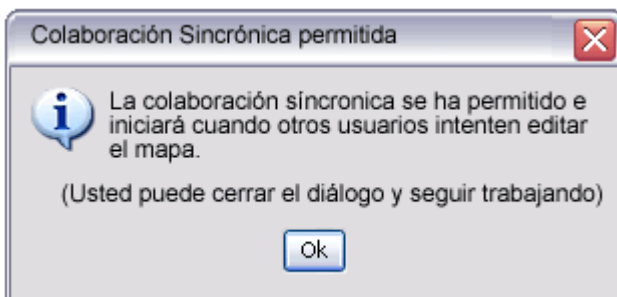 Colaboración Sincrónica permitida
La colaboración síncronica se ha permitido e
iniciará cuando otros usuarios intenten editar
el mapa.
(Usted puede cerrar el diálogo y seguir trabajando)
Ok